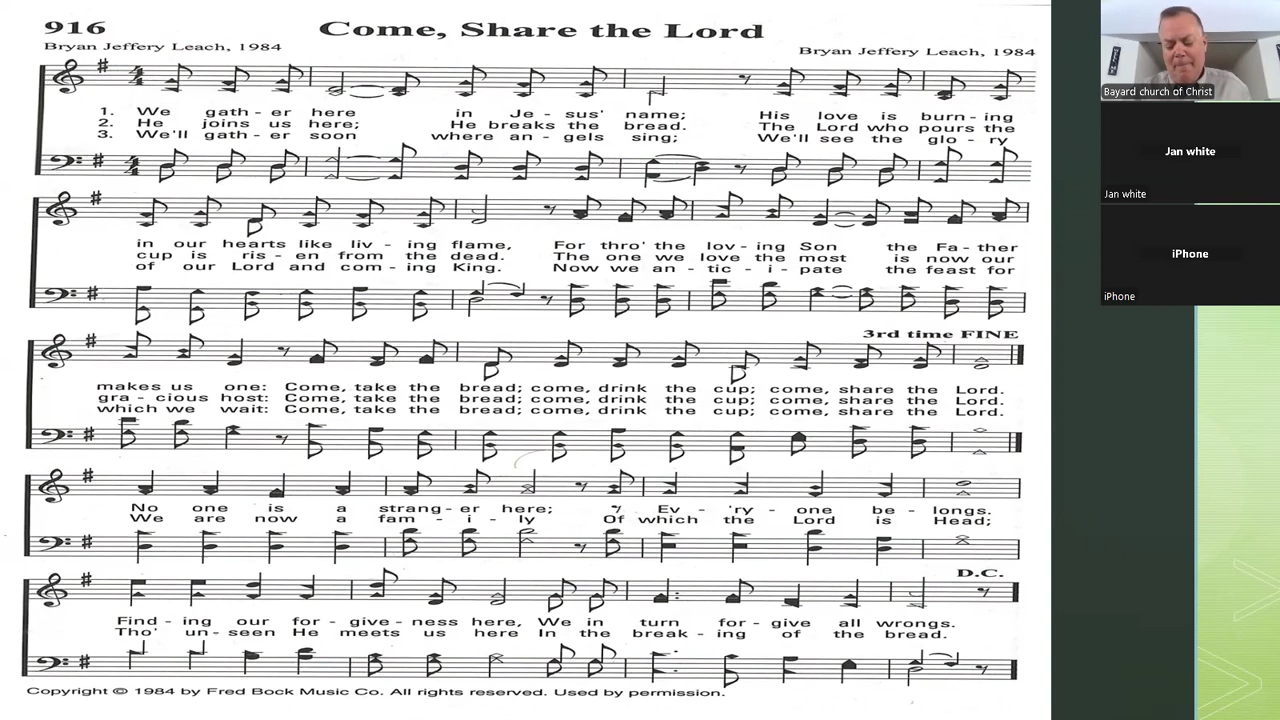 916
Come, Share the Lord
Bryan Jeffery Leach, 1984
Bryan Jeffery Leach, 1984
1. We gath - er here in Je - sus' name; His love is burn - ing
2. He joins us here; He breaks the bread. The Lord who pours the
3. We'll gath - er soon where an - gels sing; We'll see the glo - ry
in our hearts like liv - ing flame, For thro' the lov - ing Son the Fa - ther
cup is ris - en from the dead. The one we love the most is now our
of our Lord and com - ing King. Now we an - tic - i - pate the feast for
3rd time FINE
makes us one: Come, take the bread; come, drink the cup; come, share the Lord.
gra - cious host: Come, take the bread; come, drink the cup; come, share the Lord.
which we wait: Come, take the bread; come, drink the cup; come, share the Lord.
No one is a strang - er here; Ev - 'ry - one be - longs.
We are now a fam - i - ly Of which the Lord is Head;
D.C.
Find - ing our for - give - ness here, We in turn for - give all wrongs.
Tho' un - seen He meets us here In the break - ing of the bread.
Copyright © 1984 by Fred Bock Music Co. All rights reserved. Used by permission.
Bayard church of Christ
Jan white
Jan white
iPhone
iPhone